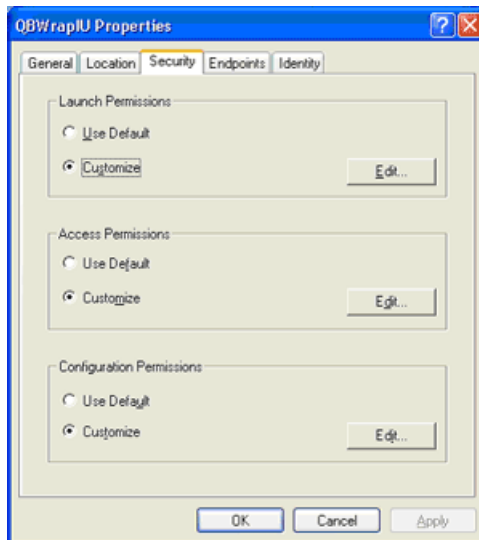 QBWrapIU Properties
General Location Security Endpoints Identity
Launch Permissions
Use Default
Customize
Edit...
Access Permissions
Use Default
Customize
Edit...
Configuration Permissions
Use Default
Customize
Edit...
OK Cancel Apply